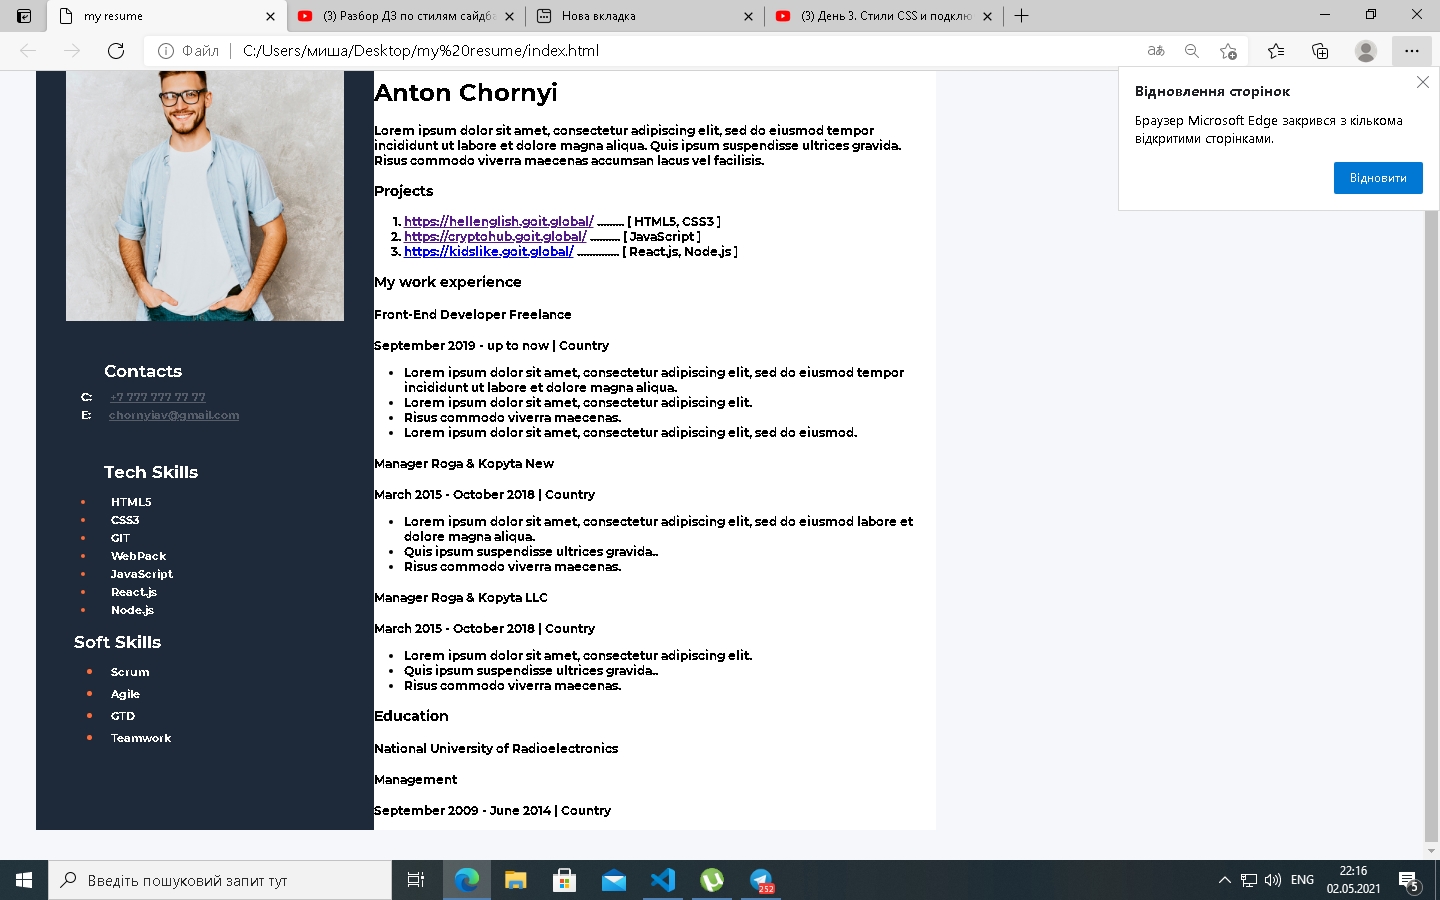 my resume
(3) Разбор ДЗ по стилям сайдба
Нова вкладка
(3) День 3. Стили CSS и подклю
Файл
C:/Users/миша/Desktop/my%20resume/index.html
Відновлення сторінок
Браузер Microsoft Edge закрився з кількома
відкритими сторінками.
Відновити
Contacts
C: +7 777 777 77 77
E: chornyiav@gmail.com
Tech Skills
HTML5
CSS3
GIT
WebPack
JavaScript
React.js
Node.js
Soft Skills
Scrum
Agile
GTD
Teamwork
Anton Chornyi
Lorem ipsum dolor sit amet, consectetur adipiscing elit, sed do eiusmod tempor
incididunt ut labore et dolore magna aliqua. Quis ipsum suspendisse ultrices gravida.
Risus commodo viverra maecenas accumsan lacus vel facilisis.
Projects
1. https://hellenglish.goit.global/ ......... [ HTML5, CSS3 ]
2. https://cryptohub.goit.global/ .......... [ JavaScript ]
3. https://kidslike.goit.global/ .............. [ React.js, Node.js ]
My work experience
Front-End Developer Freelance
September 2019 - up to now | Country
Lorem ipsum dolor sit amet, consectetur adipiscing elit, sed do eiusmod tempor
incididunt ut labore et dolore magna aliqua.
Lorem ipsum dolor sit amet, consectetur adipiscing elit.
Risus commodo viverra maecenas.
Lorem ipsum dolor sit amet, consectetur adipiscing elit, sed do eiusmod.
Manager Roga & Kopyta New
March 2015 - October 2018 | Country
Lorem ipsum dolor sit amet, consectetur adipiscing elit, sed do eiusmod labore et
dolore magna aliqua.
Quis ipsum suspendisse ultrices gravida..
Risus commodo viverra maecenas.
Manager Roga & Kopyta LLC
March 2015 - October 2018 | Country
Lorem ipsum dolor sit amet, consectetur adipiscing elit.
Quis ipsum suspendisse ultrices gravida..
Risus commodo viverra maecenas.
Education
National University of Radioelectronics
Management
September 2009 - June 2014 | Country
Введіть пошуковий запит тут
252
ENG
22:16
02.05.2021
5